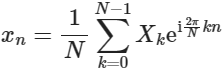 x_n = \frac{1}{N} \sum_{k=0}^{N-1} X_k e^{i \frac{2\pi}{N} kn}